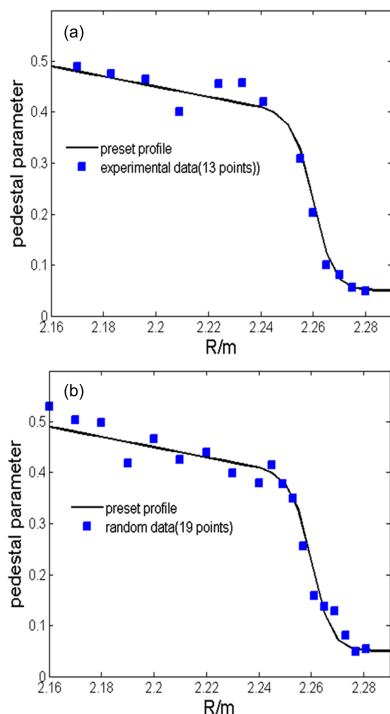 (a)
0.5
0.4
0.3
0.2
0.1
0
pedestal parameter
preset profile
experimental data(13 points))
2.16 2.18 2.2 2.22 2.24 2.26 2.28
R/m
(b)
0.6
0.5
0.4
0.3
0.2
0.1
0
pedestal parameter
preset profile
random data(19 points)
2.16 2.18 2.2 2.22 2.24 2.26 2.28
R/m